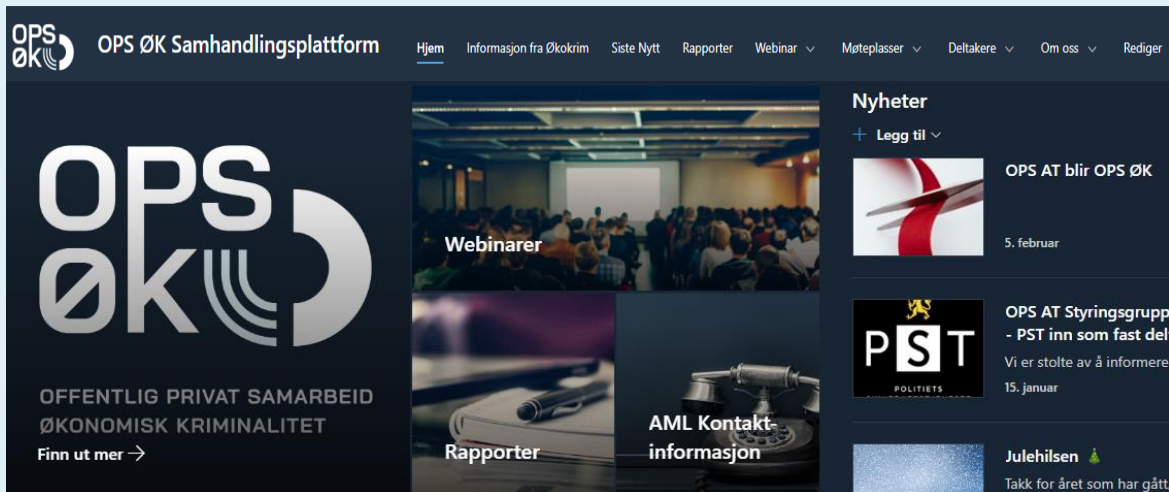 OPS
ØK
OPS ØK Samhandlingsplattform
Hjem
Informasjon fra Økokrim
Siste Nytt
Rapporter
Webinar
Møteplasser
Deltakere
Om oss
Rediger
OPS
ØK
OFFENTLIG PRIVAT SAMARBEID
ØKONOMISK KRIMINALITET
Finn ut mer →
Webinarer
Rapporter
AML Kontakt-
informasjon
Nyheter
+ Legg til
OPS AT blir OPS ØK
5. februar
PST
POLITIETS
OPS AT Styringsgrupp
- PST inn som fast del
Vi er stolte av å informere
15. januar
Julehilsen 🎄
Takk for året som har gått